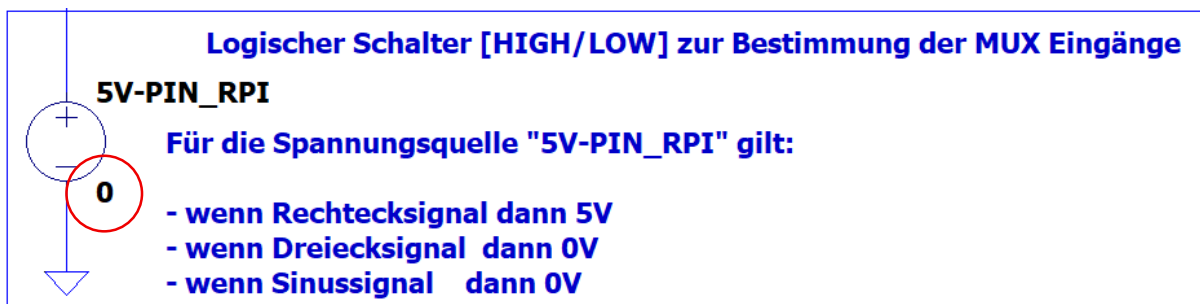 Logischer Schalter [HIGH/LOW] zur Bestimmung der MUX Eingänge
5V-PIN_RPI
Für die Spannungsquelle "5V-PIN_RPI" gilt:
0
- wenn Rechtecksignal dann 5V
- wenn Dreiecksignal dann 0V
- wenn Sinussignal dann 0V